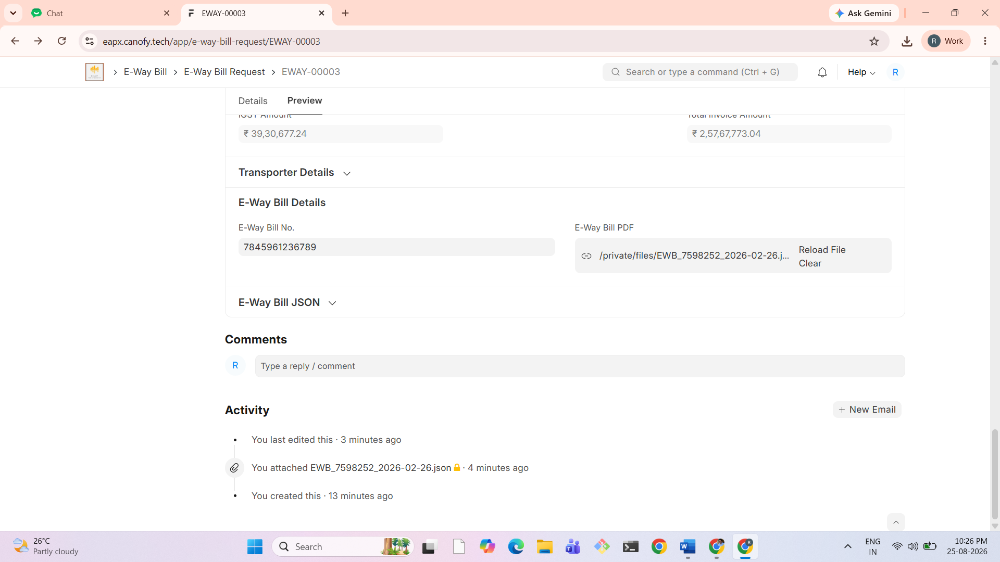 Chat
EWAY-00003
Ask Gemini
eapx.canofy.tech/app/e-way-bill-request/EWAY-00003
R Work
E-Way Bill > E-Way Bill Request > EWAY-00003
Search or type a command (Ctrl + G)
Help
R
Details Preview
IGST Amount Total Invoice Amount
₹ 39,30,677.24 ₹ 2,57,67,773.04
Transporter Details
E-Way Bill Details
E-Way Bill No. E-Way Bill PDF
7845961236789
/private/files/EWB_7598252_2026-02-26.j...
Reload File
Clear
E-Way Bill JSON
Comments
R
Type a reply / comment
Activity
+ New Email
You last edited this · 3 minutes ago
You attached EWB_7598252_2026-02-26.json · 4 minutes ago
You created this · 13 minutes ago
26°C
Partly cloudy
Search
ENG
IN
10:26 PM
25-08-2026